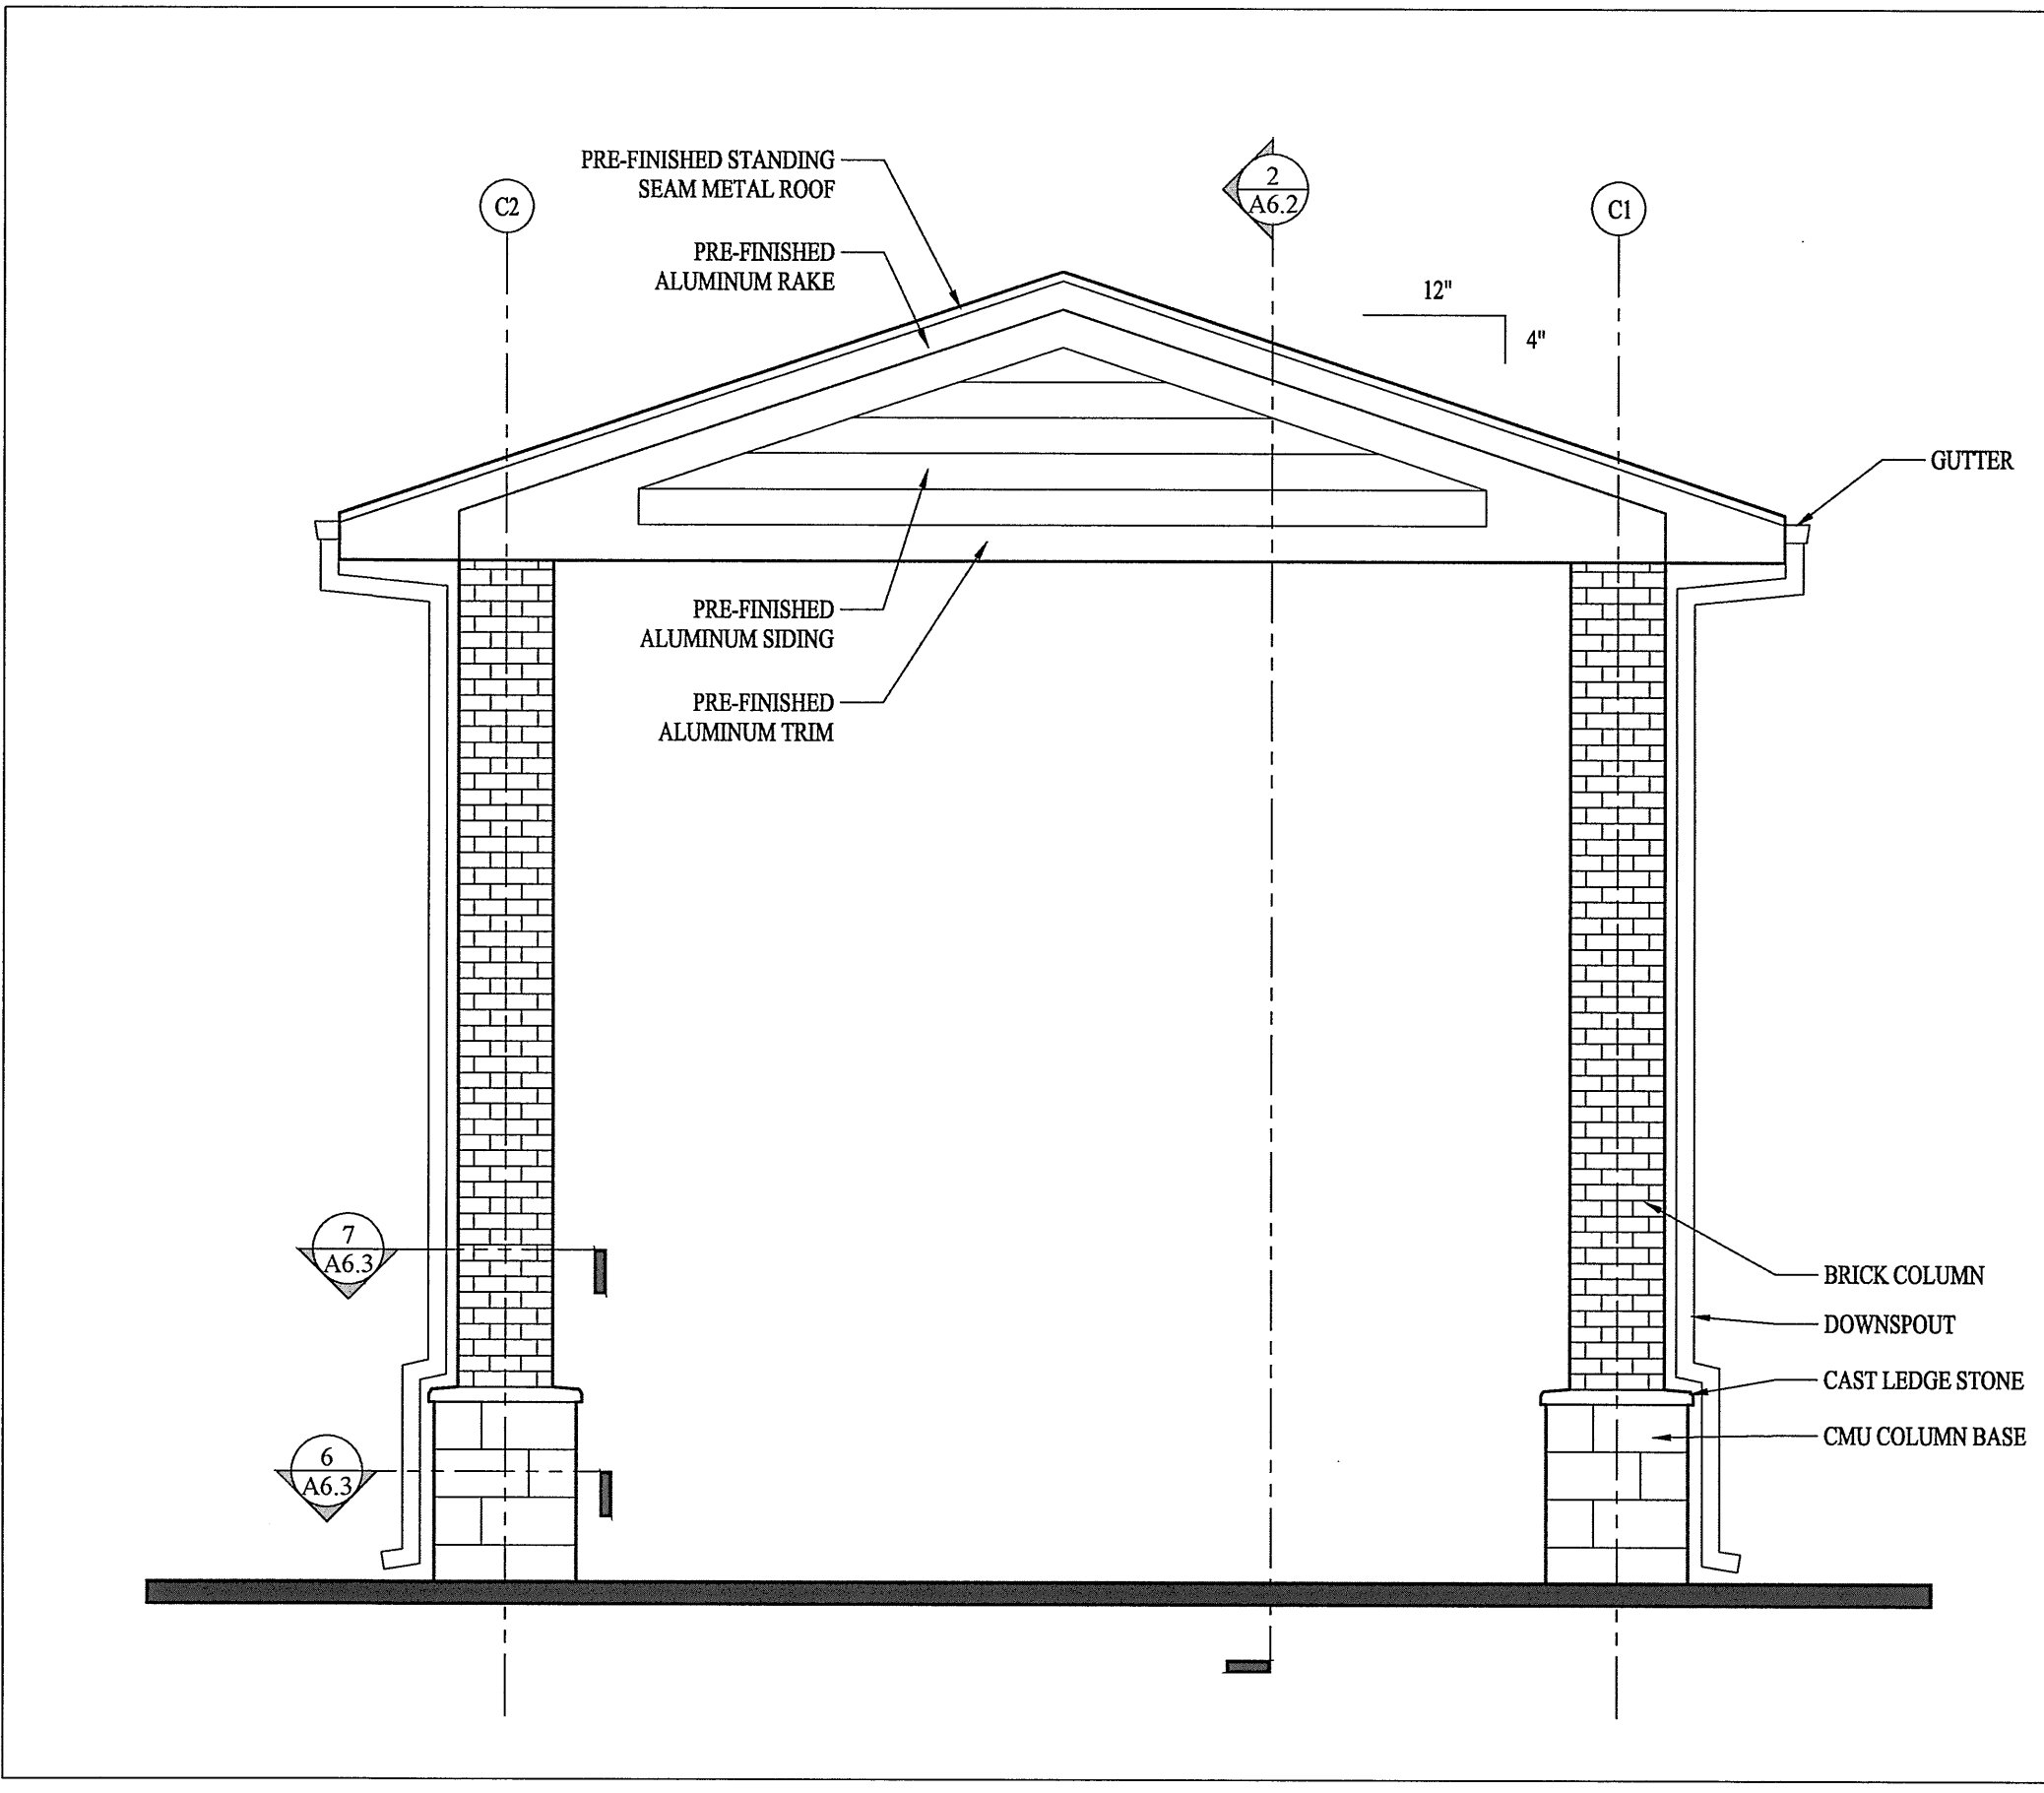 PRE-FINISHED STANDING
SEAM METAL ROOF
2
A6.2
C2
C1
PRE-FINISHED
ALUMINUM RAKE
12"
4"
GUTTER
PRE-FINISHED
ALUMINUM SIDING
PRE-FINISHED
ALUMINUM TRIM
7
A6.3
BRICK COLUMN
DOWNSPOUT
CAST LEDGE STONE
CMU COLUMN BASE
6
A6.3